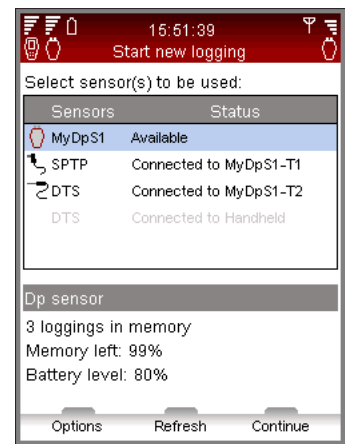 15:51:39
Start new logging
Select sensor(s) to be used:
Sensors Status
MyDpS1 Available
SPTP Connected to MyDpS1-T1
DTS Connected to MyDpS1-T2
DTS Connected to Handheld
Dp sensor
3 loggings in memory
Memory left: 99%
Battery level: 80%
Options Refresh Continue